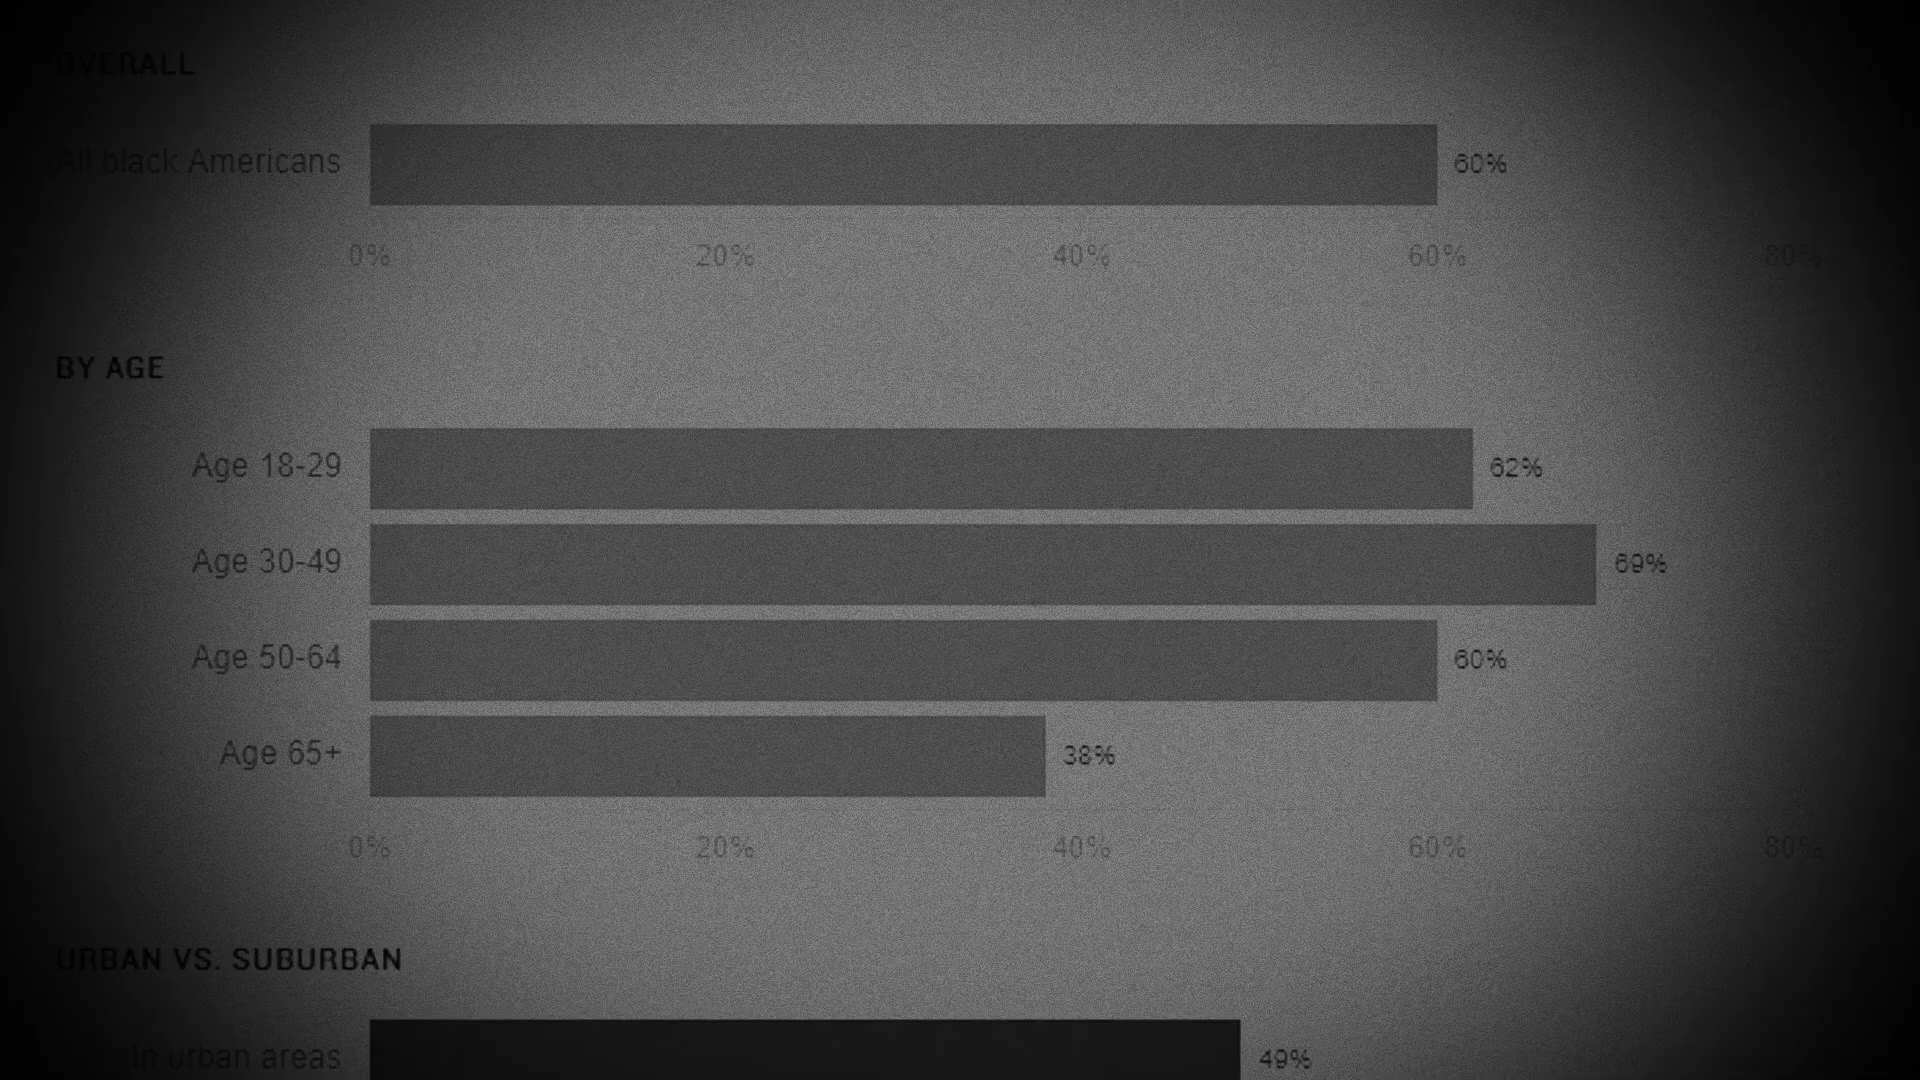 OVERALL
All black Americans 60%
0% 20% 40% 60% 80%
BY AGE
Age 18-29 62%
Age 30-49 69%
Age 50-64 60%
Age 65+ 38%
0% 20% 40% 60% 80%
URBAN VS. SUBURBAN
In urban areas 49%